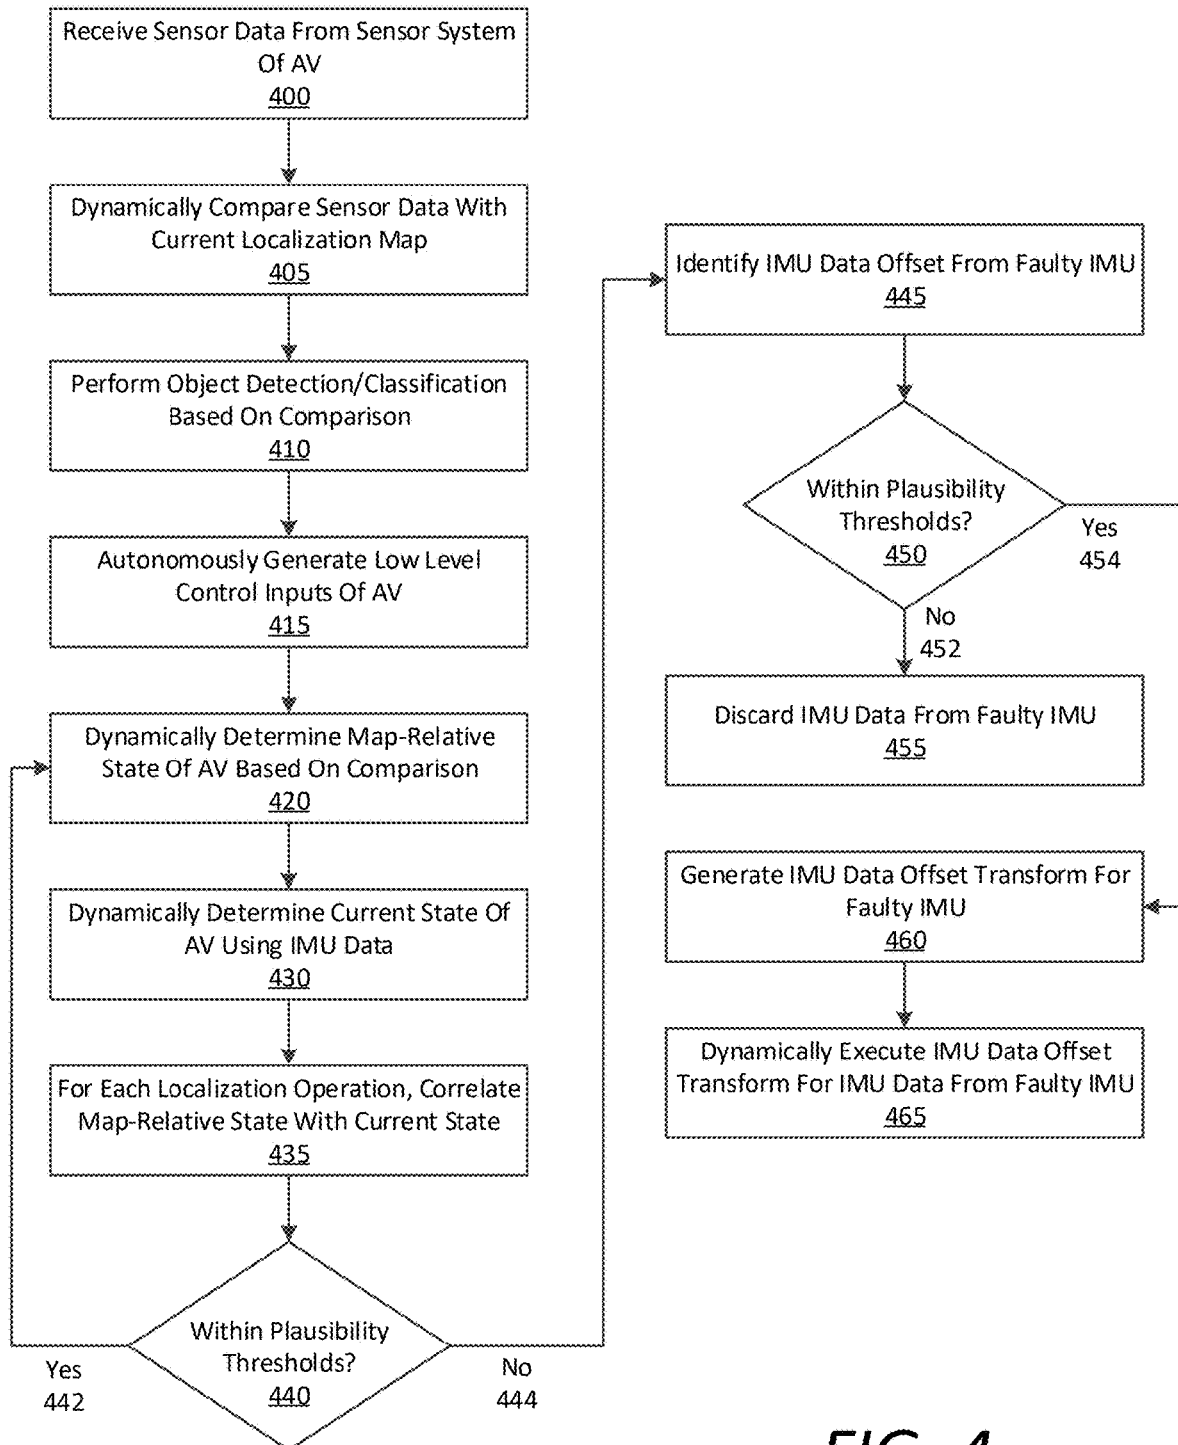 Receive Sensor Data From Sensor System
Of AV
400
Dynamically Compare Sensor Data With
Current Localization Map
405
Perform Object Detection/Classification
Based On Comparison
410
Autonomously Generate Low Level
Control Inputs Of AV
415
Dynamically Determine Map-Relative
State Of AV Based On Comparison
420
Dynamically Determine Current State Of
AV Using IMU Data
430
For Each Localization Operation, Correlate
Map-Relative State With Current State
435
Within Plausibility
Thresholds?
440
Yes
442
No
444
Identify IMU Data Offset From Faulty IMU
445
Within Plausibility
Thresholds?
450
Yes
454
No
452
Discard IMU Data From Faulty IMU
455
Generate IMU Data Offset Transform For
Faulty IMU
460
Dynamically Execute IMU Data Offset
Transform For IMU Data From Faulty IMU
465
FIG. 4